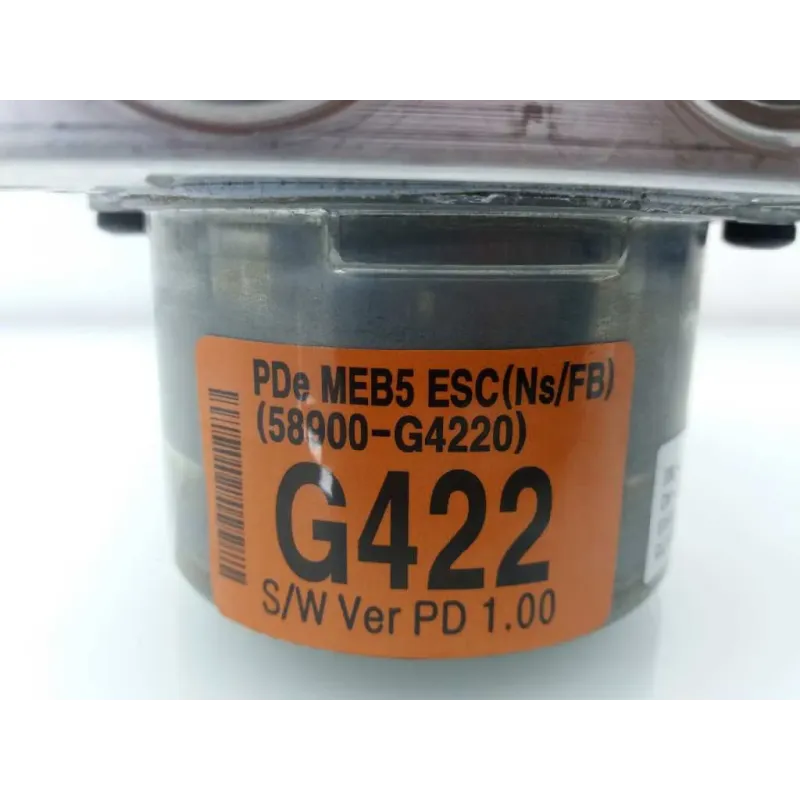 PDe MEB5 ESC(Ns/FB)
(58900-G4220)
G422
S/W Ver PD 1.00